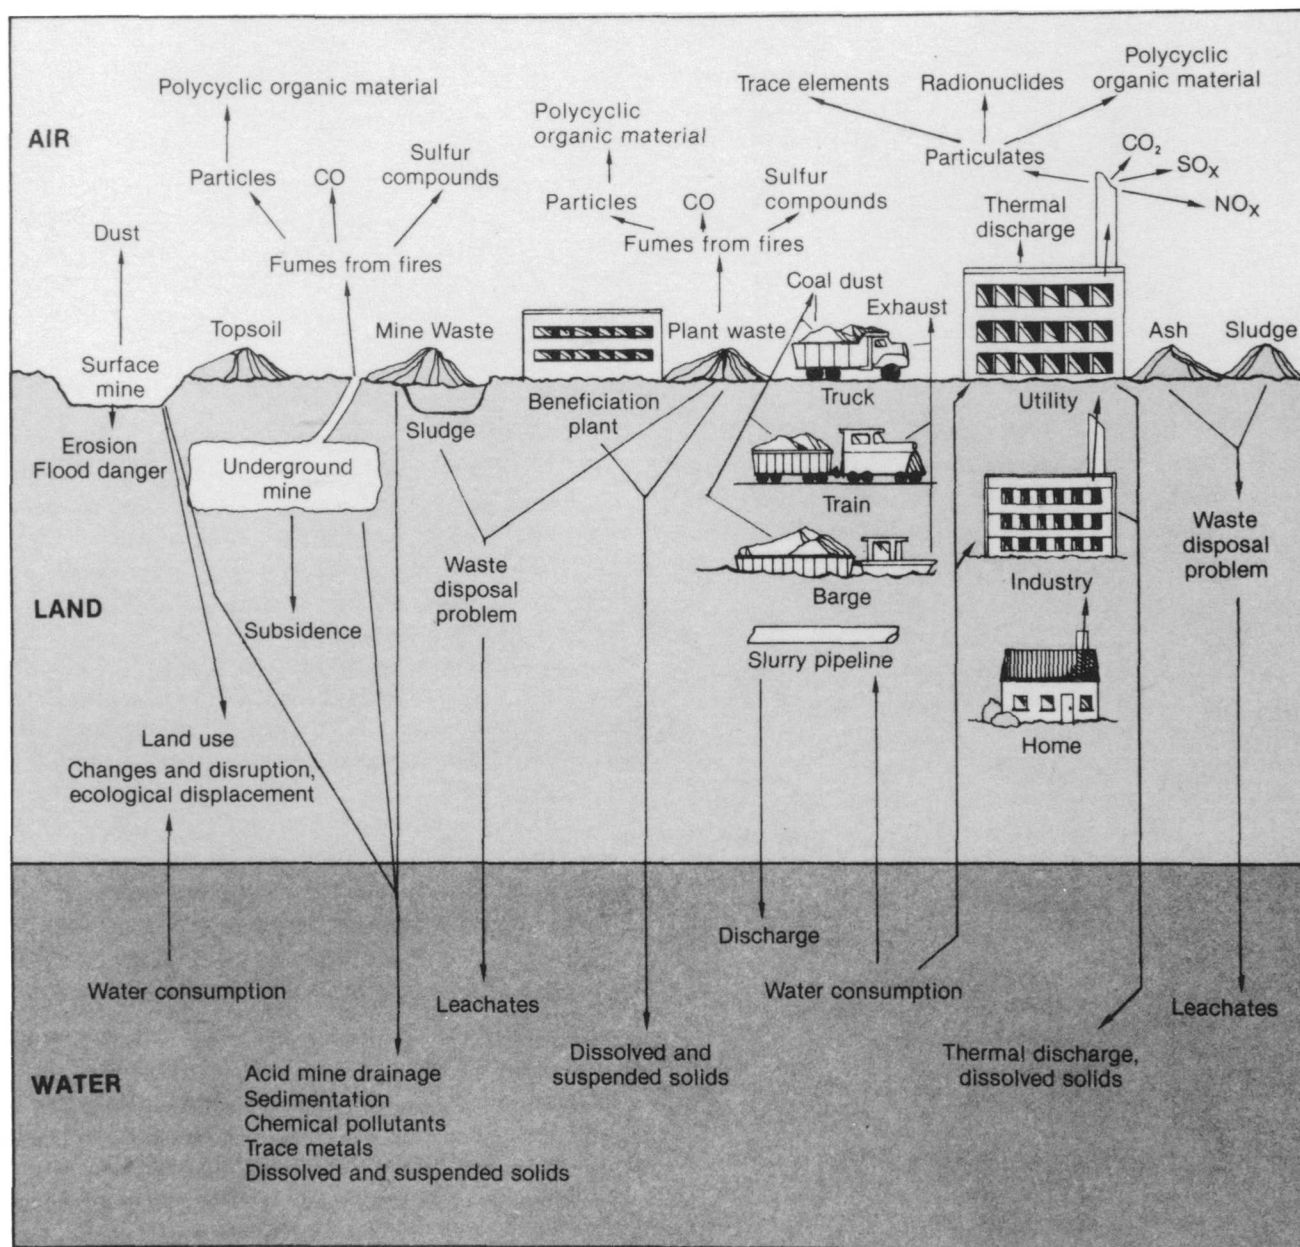 AIR
Polycyclic organic material
Particles
CO
Sulfur
compounds
Dust
Fumes from fires
Polycyclic
organic material
Particles
CO
Sulfur
compounds
Fumes from fires
Trace elements
Radionuclides
Polycyclic
organic material
Particulates
CO₂
SOₓ
NOₓ
Thermal
discharge
Coal dust
Exhaust
Topsoil
Mine Waste
Plant waste
Ash
Sludge
Surface
mine
Erosion
Flood danger
Underground
mine
Sludge
Beneficiation
plant
Truck
Utility
Train
Waste
disposal
problem
Waste
disposal
problem
Industry
Barge
LAND
Subsidence
Slurry pipeline
Home
Land use
Changes and disruption,
ecological displacement
Discharge
Water consumption
Leachates
Water consumption
Leachates
WATER
Acid mine drainage
Sedimentation
Chemical pollutants
Trace metals
Dissolved and suspended solids
Dissolved and
suspended solids
Thermal discharge,
dissolved solids